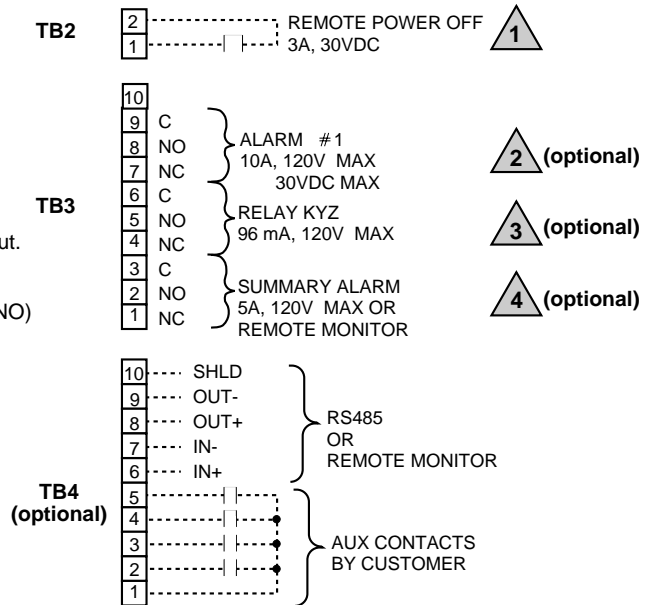 TB2
2
1
REMOTE POWER OFF
3A, 30VDC
1
TB3
10
9 C
8 NO
7 NC
6 C
5 NO
4 NC
3 C
2 NO
1 NC
ALARM #1
10A, 120V MAX
30VDC MAX
RELAY KYZ
96 mA, 120V MAX
SUMMARY ALARM
5A, 120V MAX OR
REMOTE MONITOR
2 (optional)
3 (optional)
4 (optional)
ut.
NO)
TB4
(optional)
10 SHLD
9 OUT-
8 OUT+
7 IN-
6 IN+
5
4
3
2
1
RS485
OR
REMOTE MONITOR
AUX CONTACTS
BY CUSTOMER